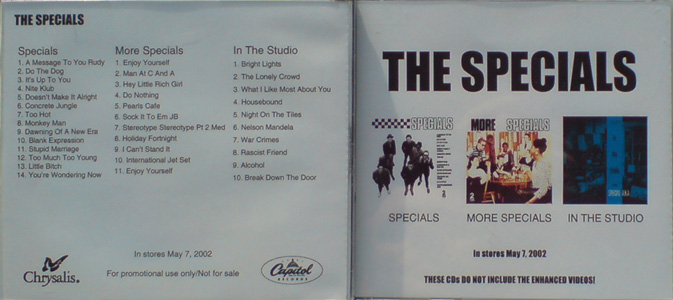 THE SPECIALS
Specials
1. A Message To You Rudy
2. Do The Dog
3. It's Up To You
4. Nite Klub
5. Doesn't Make It Alright
6. Concrete Jungle
7. Too Hot
8. Monkey Man
9. Dawning Of A New Era
10. Blank Expression
11. Stupid Marriage
12. Too Much Too Young
13. Little Bitch
14. You're Wondering Now
More Specials
1. Enjoy Yourself
2. Man At C And A
3. Hey Little Rich Girl
4. Do Nothing
5. Pearls Cafe
6. Sock It To Em JB
7. Stereotype Stereotype Pt 2 Med
8. Holiday Fortnight
9. I Can't Stand It
10. International Jet Set
11. Enjoy Yourself
In The Studio
1. Bright Lights
2. The Lonely Crowd
3. What I Like Most About You
4. Housebound
5. Night On The Tiles
6. Nelson Mandela
7. War Crimes
8. Rascist Friend
9. Alcohol
10. Break Down The Door
In stores May 7, 2002
For promotional use only/Not for sale
Chrysalis.
Capitol
RECORDS
THE SPECIALS
SPECIALS
MORE SPECIALS
SPECIALS
MORE SPECIALS
IN THE STUDIO
In stores May 7, 2002
THESE CDs DO NOT INCLUDE THE ENHANCED VIDEOS!